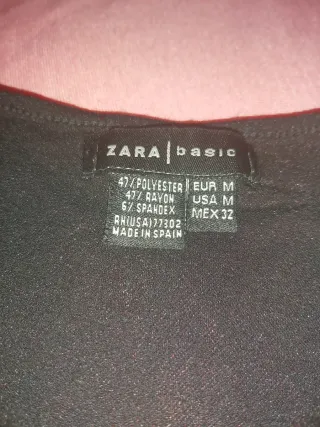 ZARA | basic
47% POLYESTER
47% RAYON
6% SPANDEX
RN(USA)77302
MADE IN SPAIN
EUR M
USA M
MEX 32